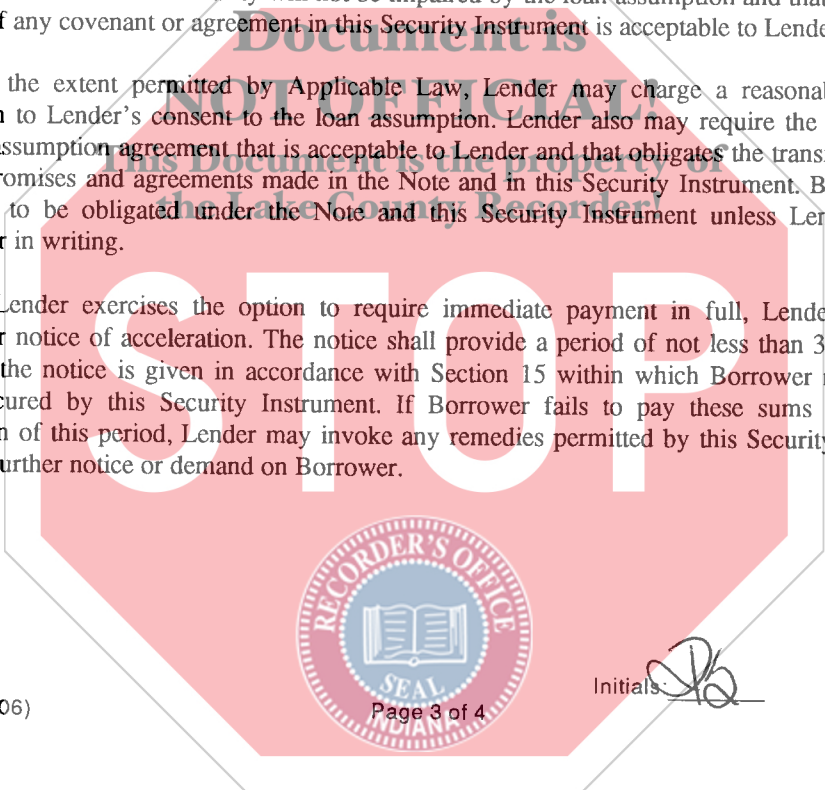 f any covenant or agreement in this Security Instrument is acceptable to Lende
Document is
the extent permitted by Applicable Law, Lender may charge a reasonal
NOT OFFICIAL!
n to Lender's consent to the loan assumption. Lender also may require the
assumption agreement that is acceptable to Lender and that obligates the trans
This Document is the property of
romises and agreements made in the Note and in this Security Instrument. B
to be obligated under the Note and this Security Instrument unless Len
the Lake County Recorder!
r in writing.
Lender exercises the option to require immediate payment in full, Lende
r notice of acceleration. The notice shall provide a period of not less than 3
the notice is given in accordance with Section 15 within which Borrower
cured by this Security Instrument. If Borrower fails to pay these sums
STOP
n of this period, Lender may invoke any remedies permitted by this Security
urther notice or demand on Borrower.
RECORDER'S OFFICE
SEAL
INDIANA
Initials:
06)
Page 3 of 4